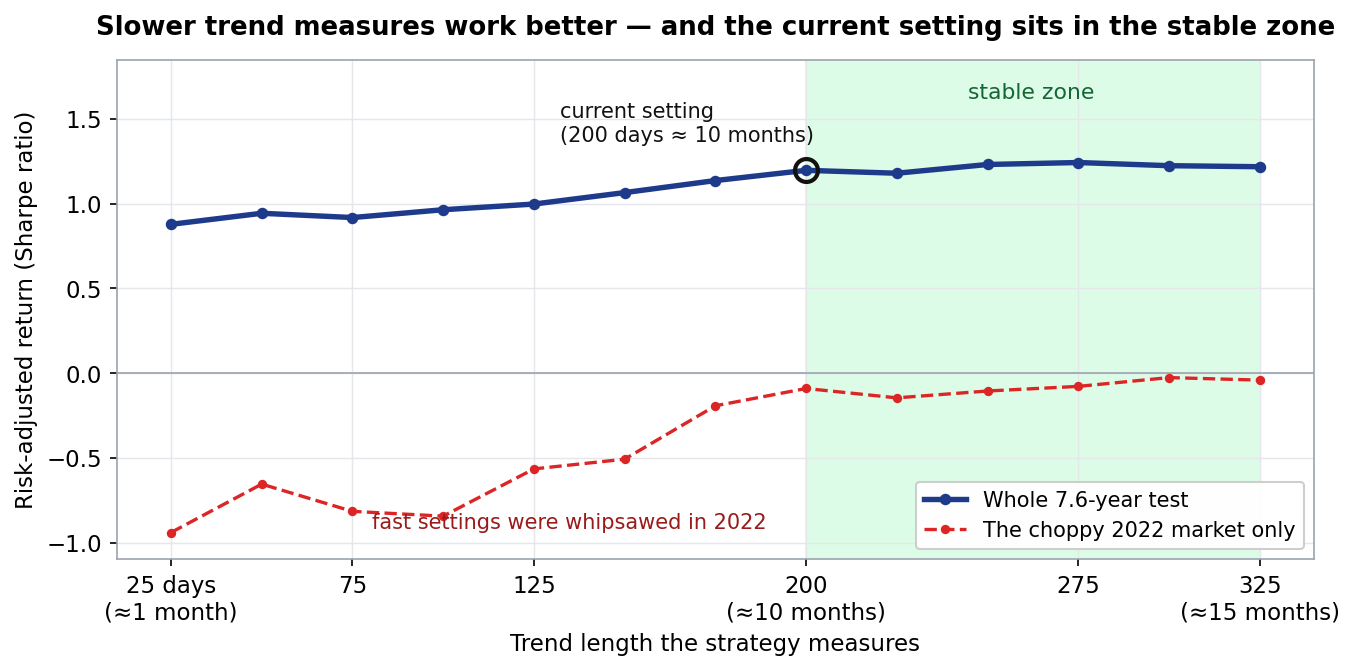 Slower trend measures work better — and the current setting sits in the stable zone
stable zone
current setting
(200 days ≈ 10 months)
Risk-adjusted return (Sharpe ratio)
1.5
1.0
0.5
0.0
−0.5
−1.0
fast settings were whipsawed in 2022
Whole 7.6-year test
The choppy 2022 market only
25 days
(≈1 month)
75
125
200
(≈10 months)
275
325
(≈15 months)
Trend length the strategy measures